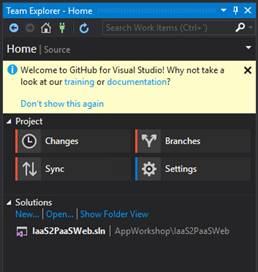 Team Explorer - Home
Search Work Items (Ctrl+')
Home | Source
Welcome to GitHub for Visual Studio! Why not take
a look at our training or documentation?
Don't show this again
Project
Changes
Branches
Sync
Settings
Solutions
New... | Open... | Show Folder View
IaaS2PaaSWeb.sln | AppWorkshop\IaaS2PaaSWeb